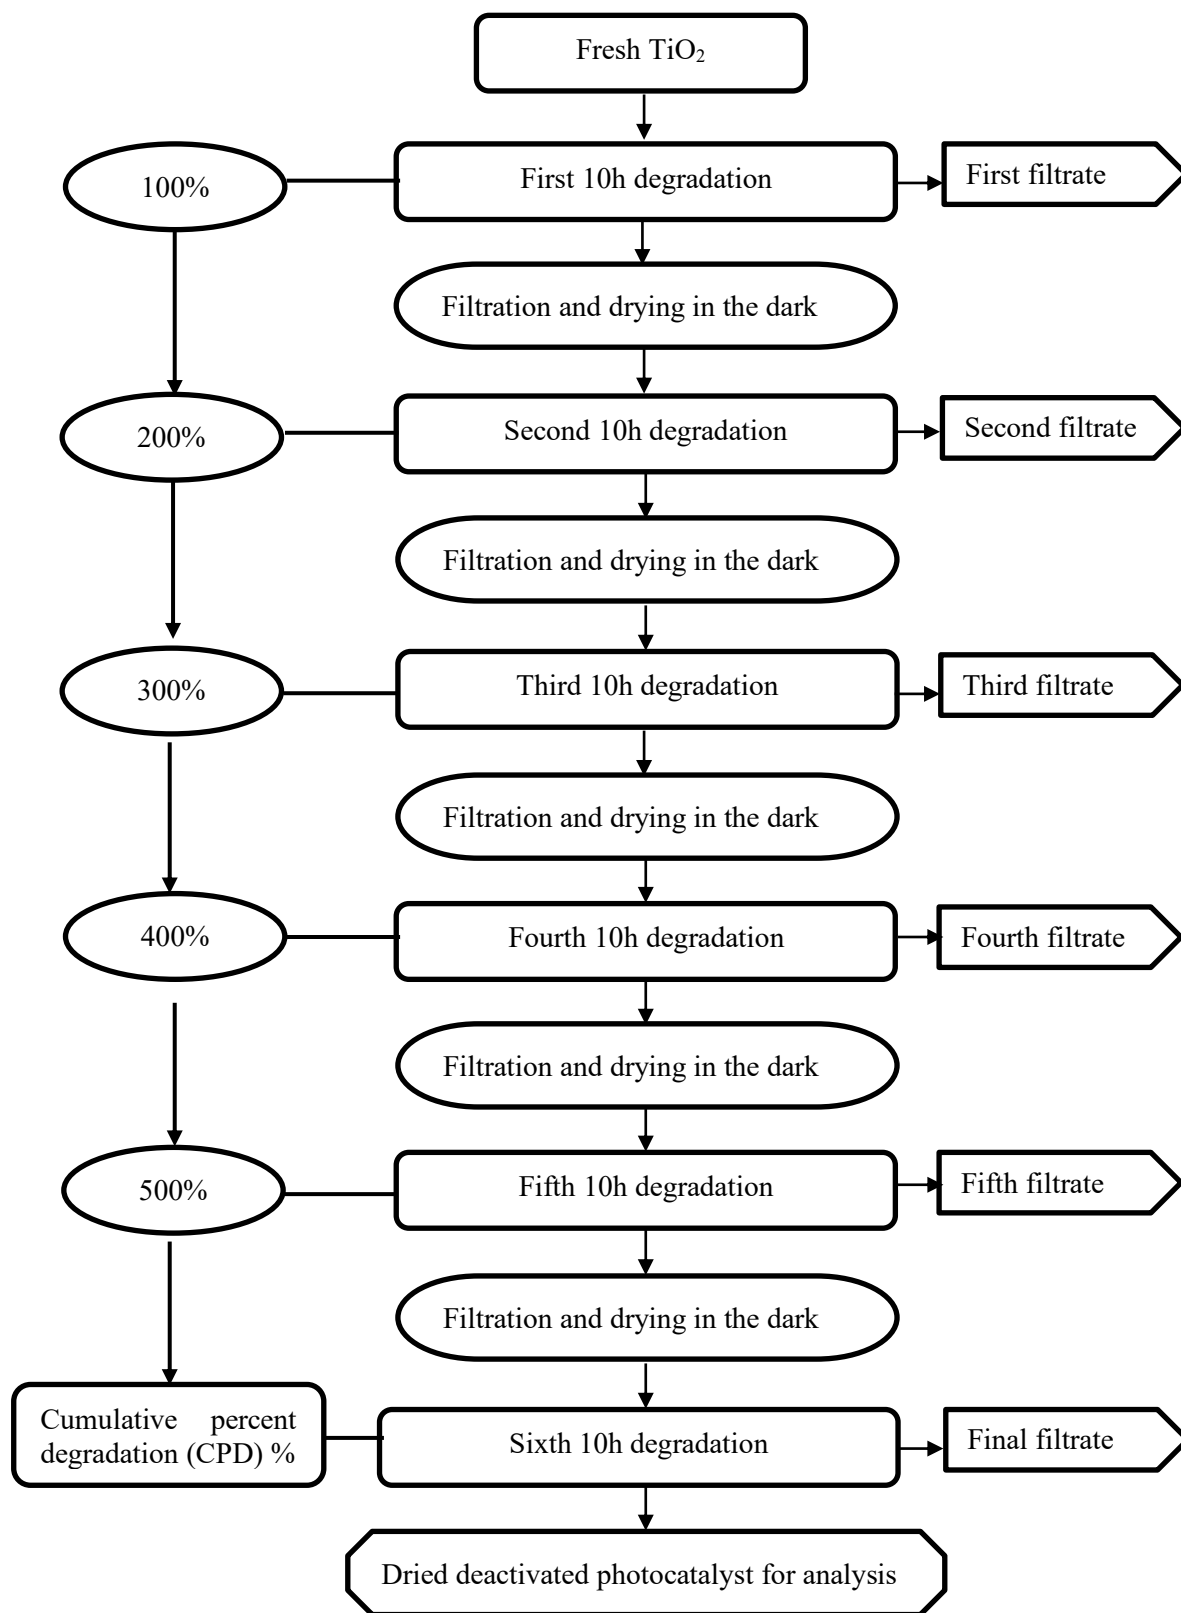 Fresh TiO₂
100%
First 10h degradation
First filtrate
Filtration and drying in the dark
200%
Second 10h degradation
Second filtrate
Filtration and drying in the dark
300%
Third 10h degradation
Third filtrate
Filtration and drying in the dark
400%
Fourth 10h degradation
Fourth filtrate
Filtration and drying in the dark
500%
Fifth 10h degradation
Fifth filtrate
Filtration and drying in the dark
Cumulative percent
degradation (CPD) %
Sixth 10h degradation
Final filtrate
Dried deactivated photocatalyst for analysis